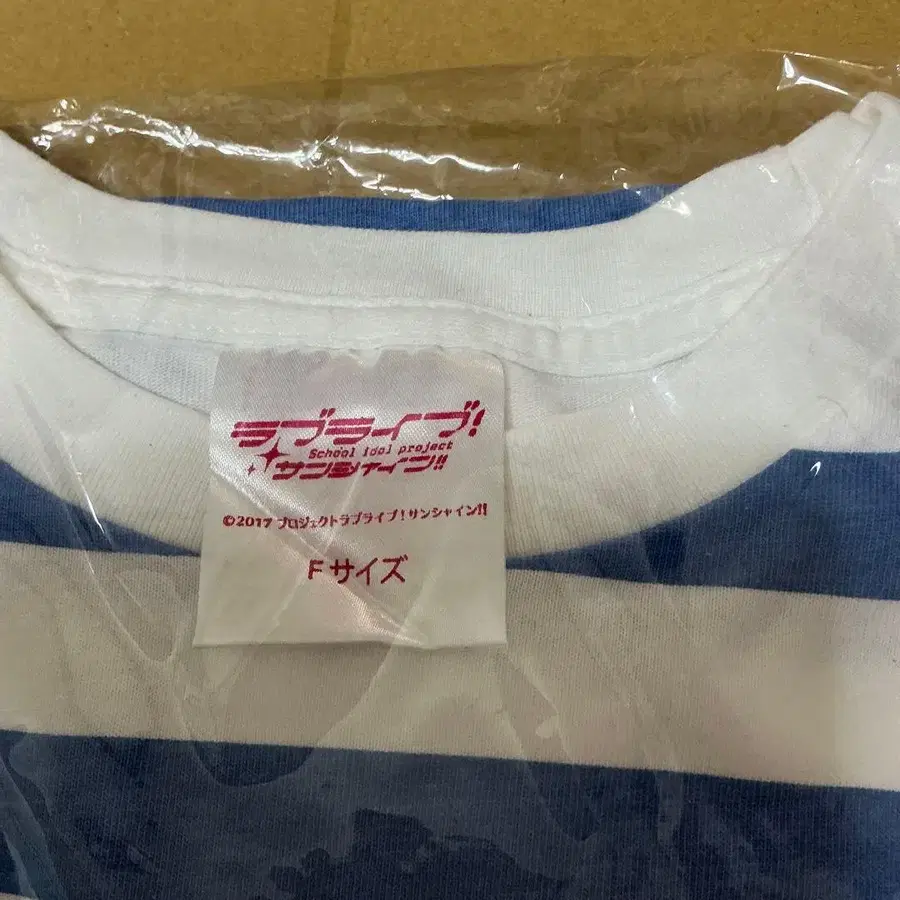 ラブライブ!
School idol project
サンシャイン!!
©2017 プロジェクトラブライブ!サンシャイン!!
Fサイズ